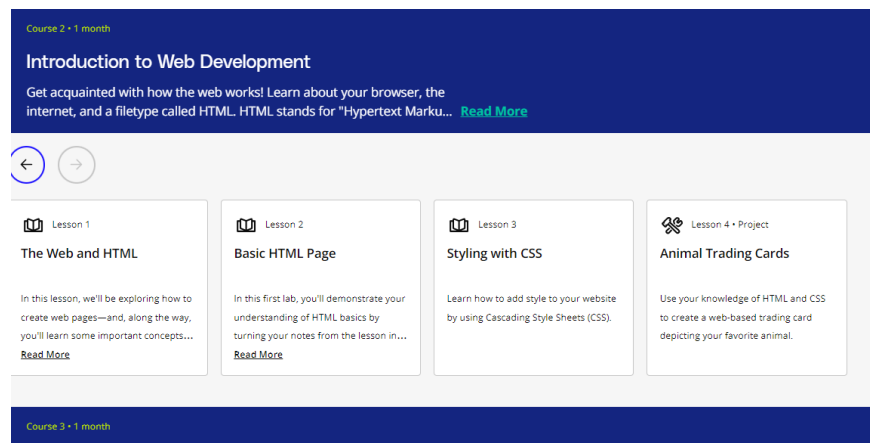 Course 2 • 1 month
Introduction to Web Development
Get acquainted with how the web works! Learn about your browser, the
internet, and a filetype called HTML. HTML stands for "Hypertext Marku... Read More
Lesson 1
The Web and HTML
In this lesson, we'll be exploring how to
create web pages—and, along the way,
you'll learn some important concepts...
Read More
Lesson 2
Basic HTML Page
In this first lab, you'll demonstrate your
understanding of HTML basics by
turning your notes from the lesson in...
Read More
Lesson 3
Styling with CSS
Learn how to add style to your website
by using Cascading Style Sheets (CSS).
Lesson 4 • Project
Animal Trading Cards
Use your knowledge of HTML and CSS
to create a web-based trading card
depicting your favorite animal.
Course 3 • 1 month